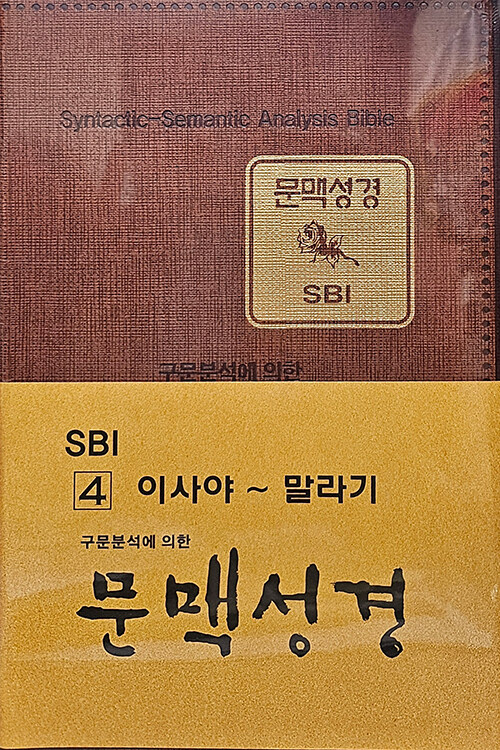 Syntactic-Semantic Analysis Bible
문맥성경
SBI
구문분석에 의한
SBI
4 이사야 ~ 말라기
구문분석에 의한
문맥성경